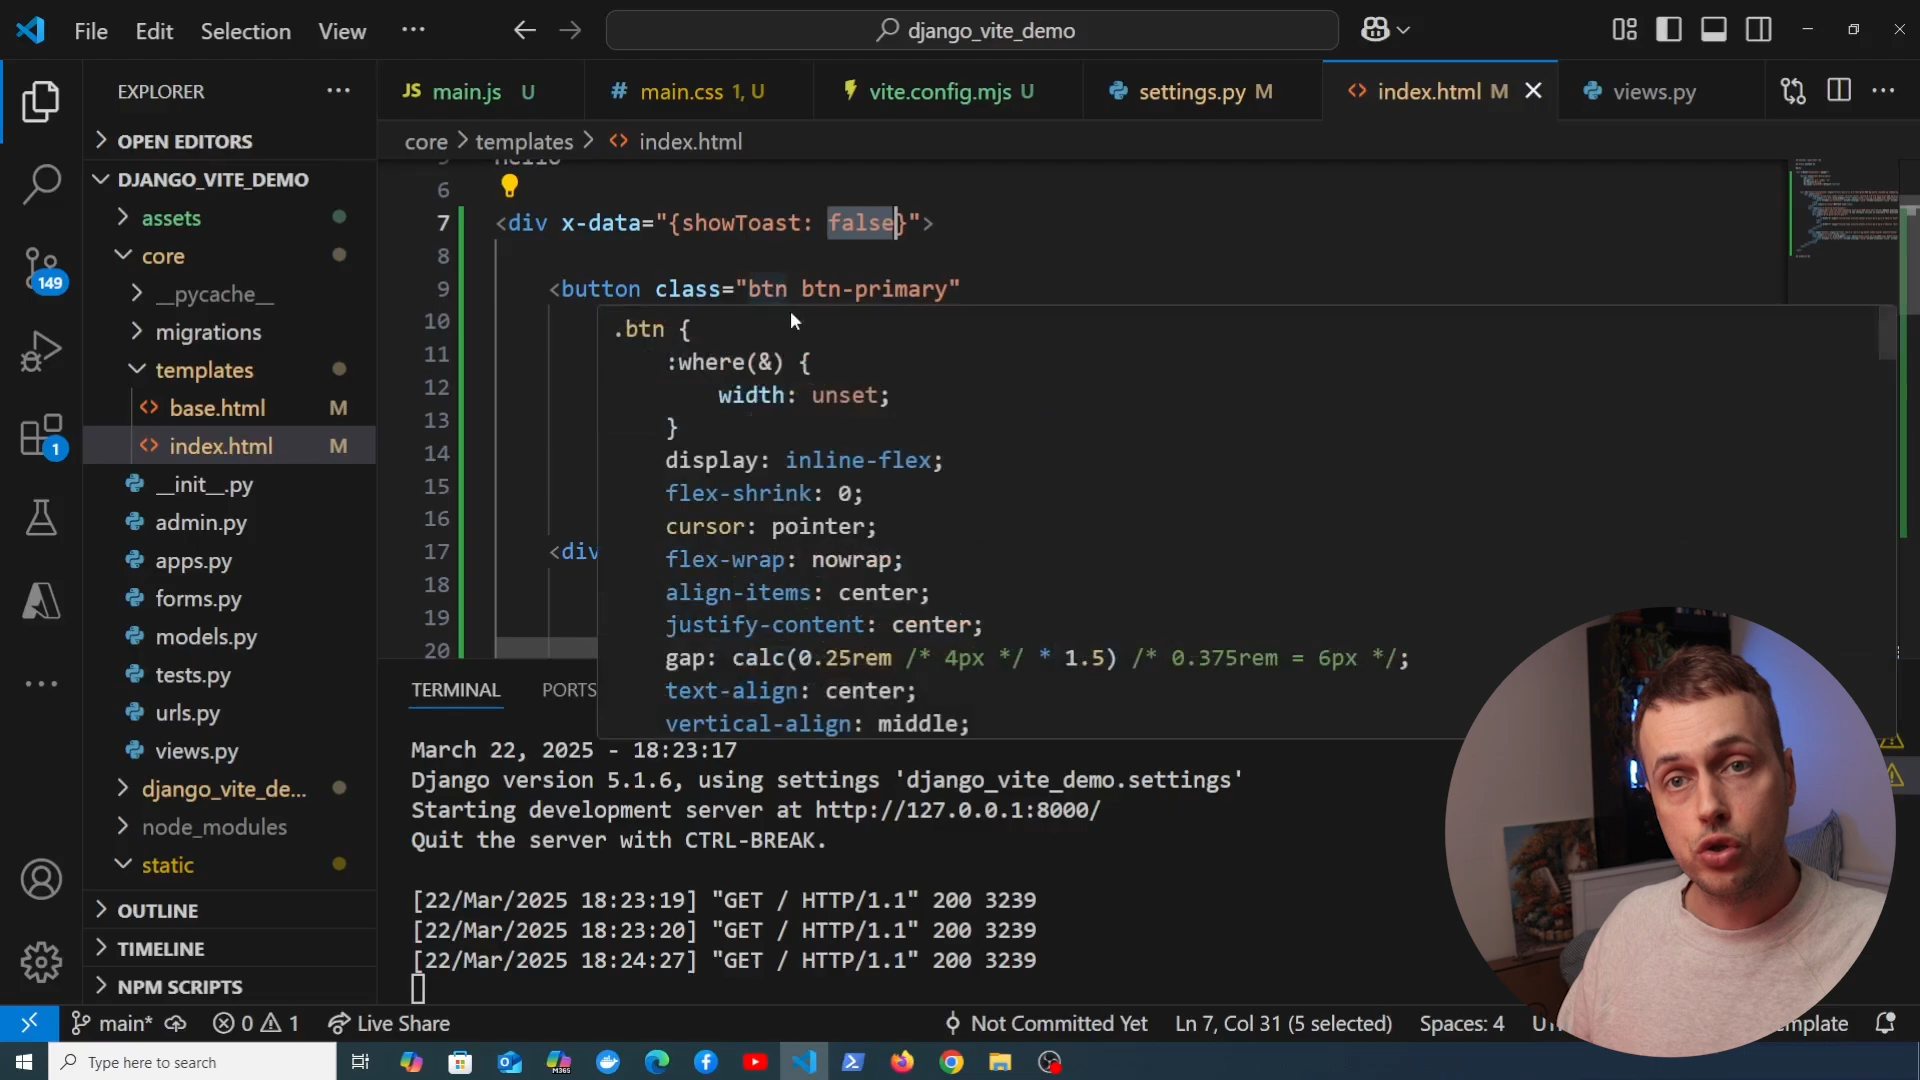 File Edit Selection View ...
django_vite_demo
EXPLORER
JS main.js U
# main.css 1, U
vite.config.mjs U
settings.py M
<> index.html M
views.py
core > templates > <> index.html
OPEN EDITORS
DJANGO_VITE_DEMO
assets
core
__pycache__
migrations
templates
<> base.html M
<> index.html M
__init__.py
admin.py
apps.py
forms.py
models.py
tests.py
urls.py
views.py
django_vite_de...
node_modules
static
OUTLINE
TIMELINE
NPM SCRIPTS
149
1
6
7 <div x-data="{showToast: false}">
8
9 <button class="btn btn-primary"
10
11
12
13
14
15
16
17 <div
18
19
20
.btn {
:where(&) {
width: unset;
}
display: inline-flex;
flex-shrink: 0;
cursor: pointer;
flex-wrap: nowrap;
align-items: center;
justify-content: center;
gap: calc(0.25rem /* 4px */ * 1.5) /* 0.375rem = 6px */;
text-align: center;
vertical-align: middle;
TERMINAL PORTS
March 22, 2025 - 18:23:17
Django version 5.1.6, using settings 'django_vite_demo.settings'
Starting development server at http://127.0.0.1:8000/
Quit the server with CTRL-BREAK.
[22/Mar/2025 18:23:19] "GET / HTTP/1.1" 200 3239
[22/Mar/2025 18:23:20] "GET / HTTP/1.1" 200 3239
[22/Mar/2025 18:24:27] "GET / HTTP/1.1" 200 3239
main* 0 1 Live Share
Not Committed Yet Ln 7, Col 31 (5 selected) Spaces: 4
Type here to search